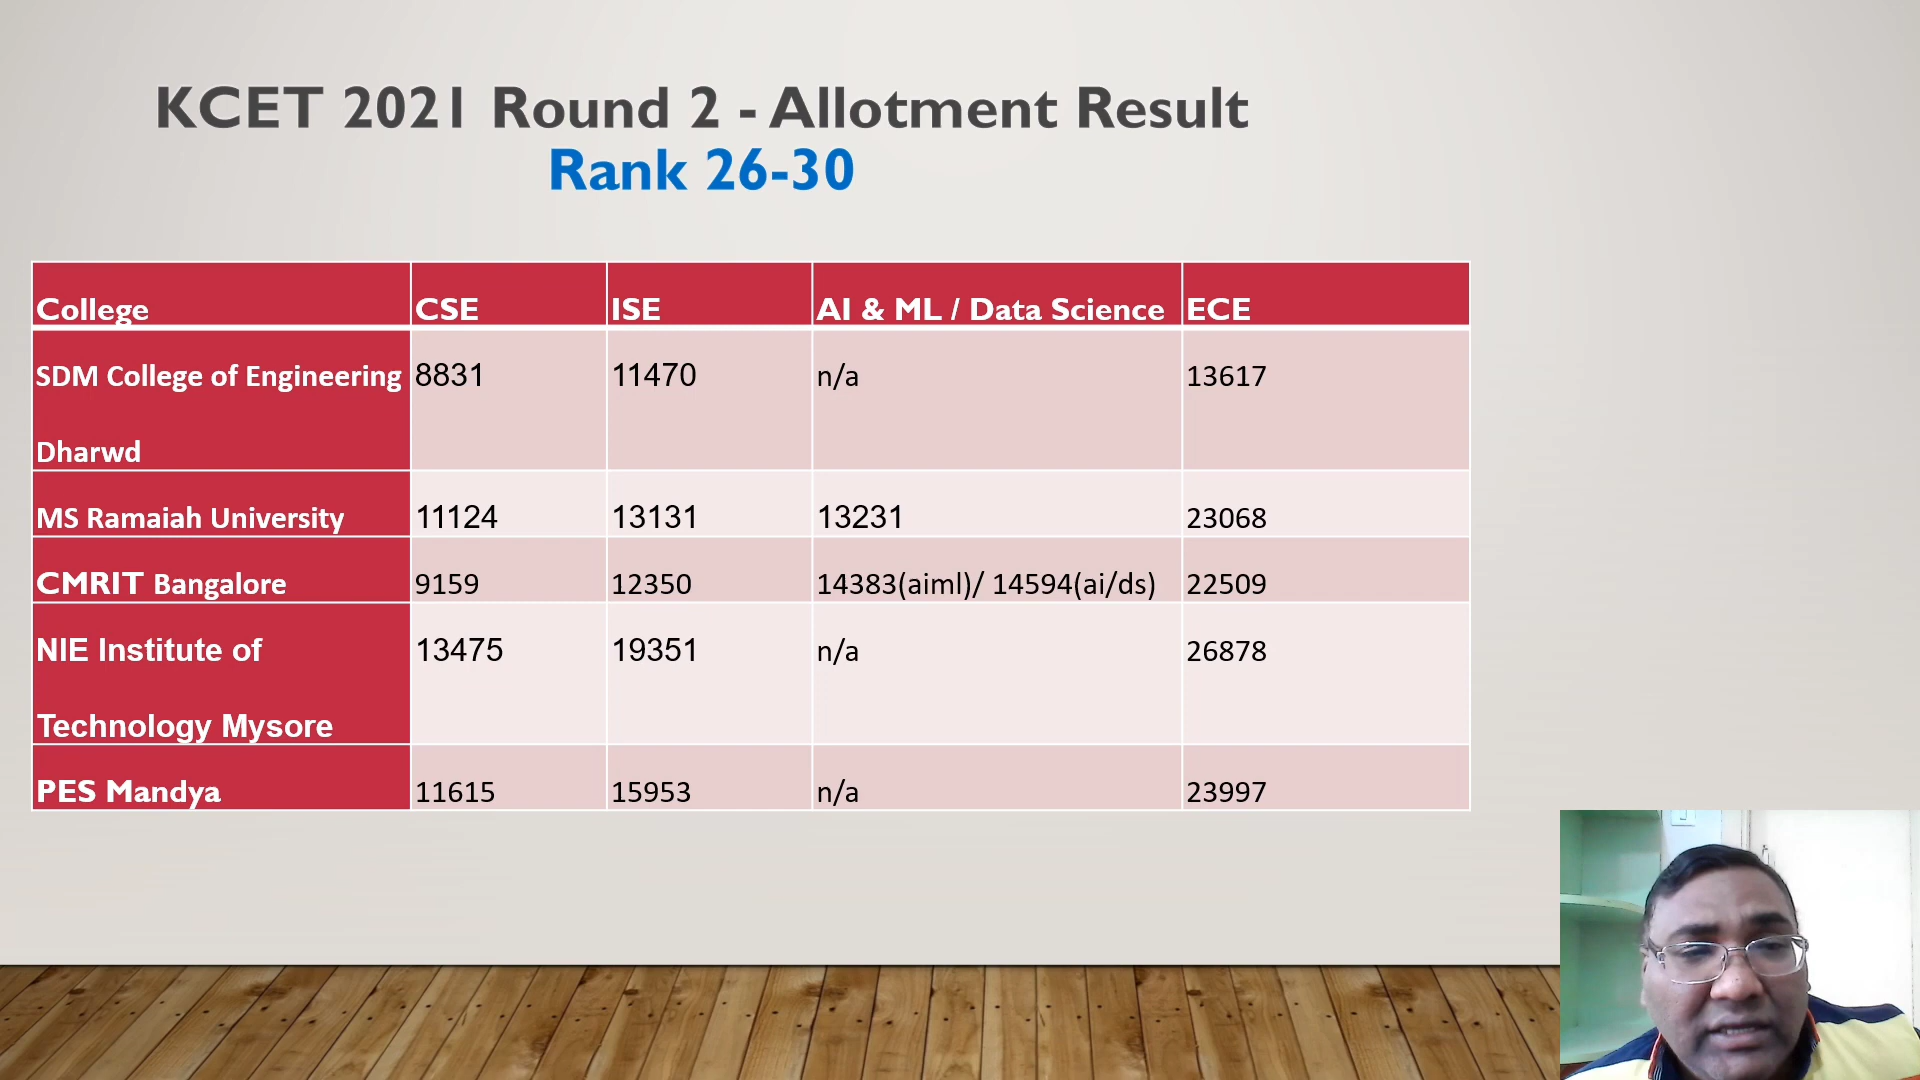 KCET 2021 Round 2 - Allotment Result
Rank 26-30
College CSE ISE AI & ML / Data Science ECE
SDM College of Engineering 8831 11470 n/a 13617
Dharwd
MS Ramaiah University 11124 13131 13231 23068
CMRIT Bangalore 9159 12350 14383(aiml)/ 14594(ai/ds) 22509
NIE Institute of 13475 19351 n/a 26878
Technology Mysore
PES Mandya 11615 15953 n/a 23997